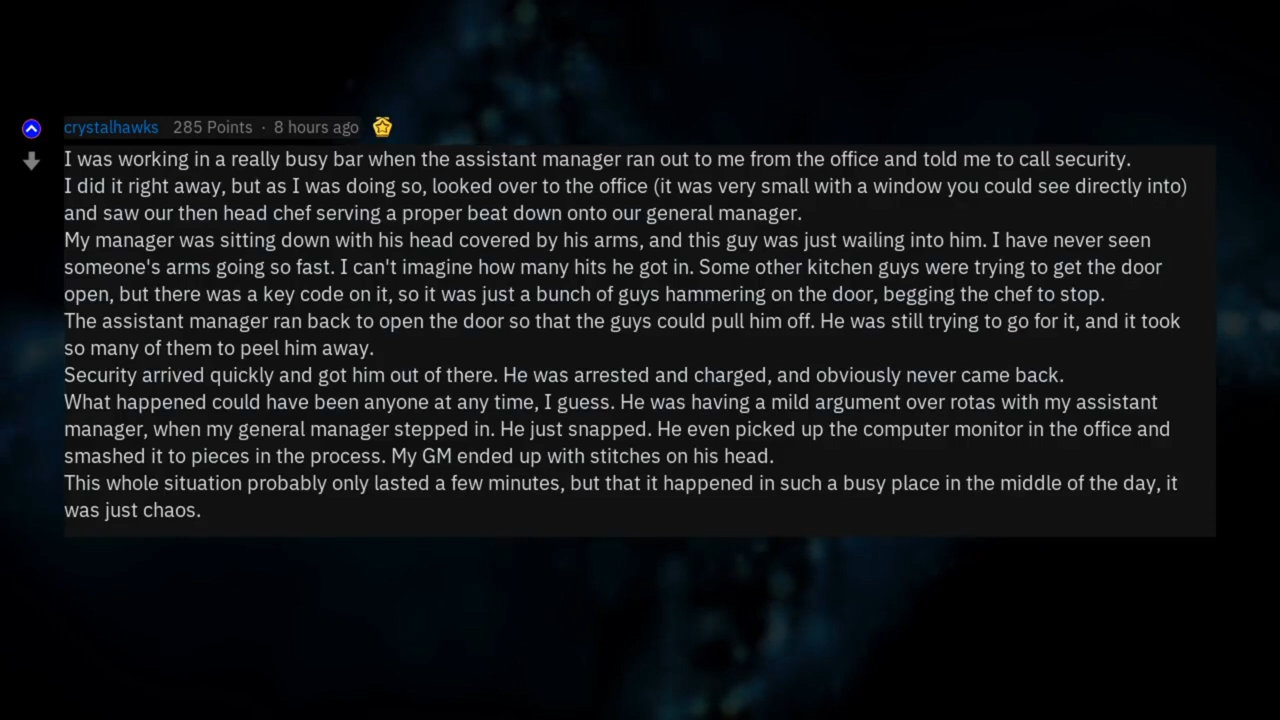 crystalhawks 285 Points · 8 hours ago
I was working in a really busy bar when the assistant manager ran out to me from the office and told me to call security.
I did it right away, but as I was doing so, looked over to the office (it was very small with a window you could see directly into)
and saw our then head chef serving a proper beat down onto our general manager.
My manager was sitting down with his head covered by his arms, and this guy was just wailing into him. I have never seen
someone's arms going so fast. I can't imagine how many hits he got in. Some other kitchen guys were trying to get the door
open, but there was a key code on it, so it was just a bunch of guys hammering on the door, begging the chef to stop.
The assistant manager ran back to open the door so that the guys could pull him off. He was still trying to go for it, and it took
so many of them to peel him away.
Security arrived quickly and got him out of there. He was arrested and charged, and obviously never came back.
What happened could have been anyone at any time, I guess. He was having a mild argument over rotas with my assistant
manager, when my general manager stepped in. He just snapped. He even picked up the computer monitor in the office and
smashed it to pieces in the process. My GM ended up with stitches on his head.
This whole situation probably only lasted a few minutes, but that it happened in such a busy place in the middle of the day, it
was just chaos.